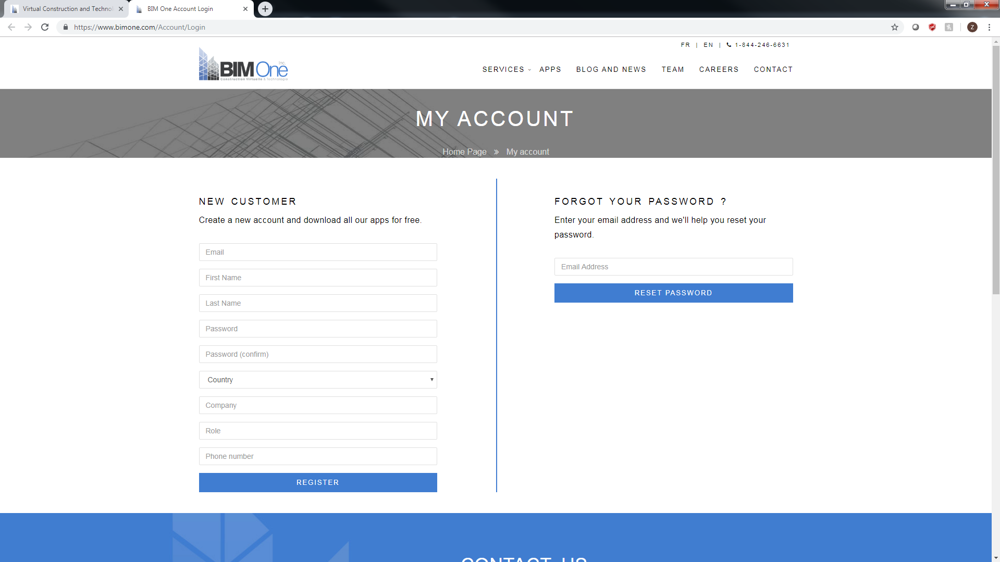 Virtual Construction and Technol
BIM One Account Login
https://www.bimone.com/Account/Login
Z
FR | EN | 1-844-246-6631
BIM One Inc.
Construction Virtuelle & Technologie
SERVICES APPS BLOG AND NEWS TEAM CAREERS CONTACT
MY ACCOUNT
Home Page » My account
NEW CUSTOMER
Create a new account and download all our apps for free.
Email
First Name
Last Name
Password
Password (confirm)
Country
Company
Role
Phone number
REGISTER
FORGOT YOUR PASSWORD ?
Enter your email address and we'll help you reset your
password.
Email Address
RESET PASSWORD
CONTACT US